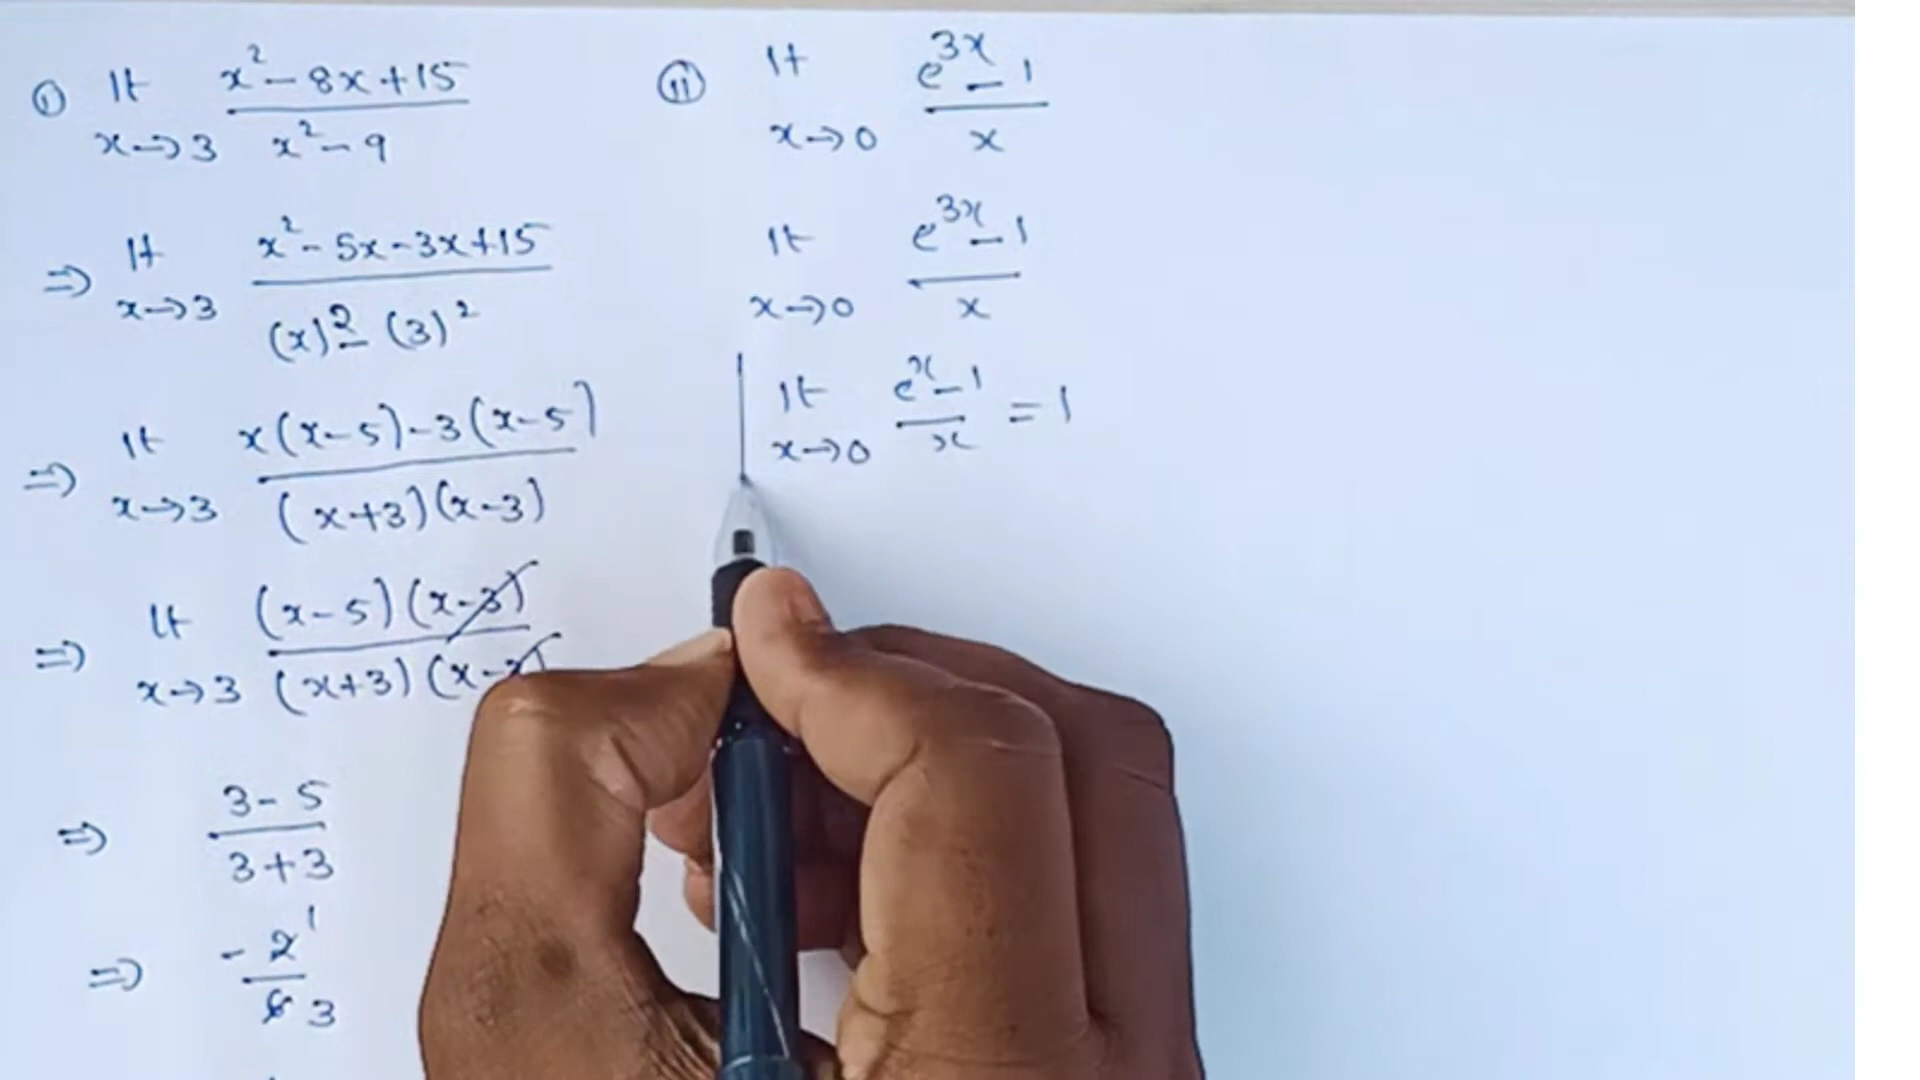 ① lt x→3 x² - 8x + 15 / x² - 9
⇒ lt x→3 x² - 5x - 3x + 15 / (x)² - (3)²
⇒ lt x→3 x(x-5) - 3(x-5) / (x+3)(x-3)
⇒ lt x→3 (x-5)(x-3) / (x+3)(x-3)
⇒ 3 - 5 / 3 + 3
⇒ - 2 1 / 6 3
ⓘⓘ lt x→0 e^3x - 1 / x
lt x→0 e^3x - 1 / x
lt x→0 e^x - 1 / x = 1